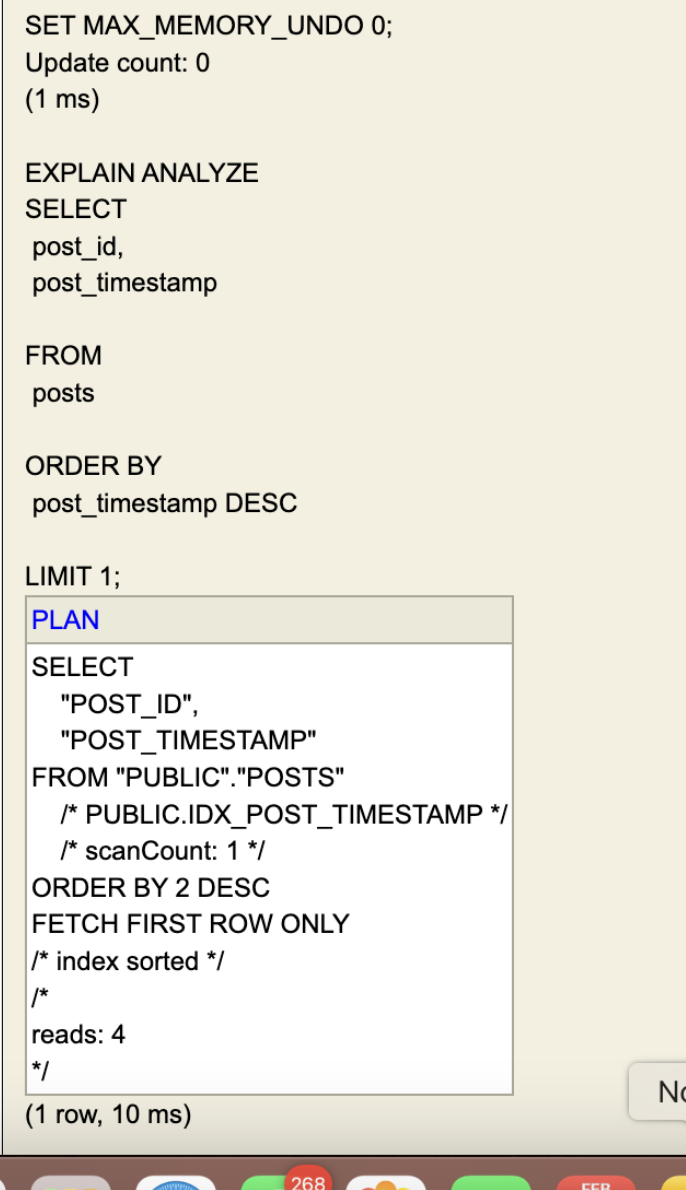 SET MAX_MEMORY_UNDO 0;
Update count: 0
(1 ms)
EXPLAIN ANALYZE
SELECT
post_id,
post_timestamp
FROM
posts
ORDER BY
post_timestamp DESC
LIMIT 1;
PLAN
SELECT
"POST_ID",
"POST_TIMESTAMP"
FROM "PUBLIC"."POSTS"
/* PUBLIC.IDX_POST_TIMESTAMP */
/* scanCount: 1 */
ORDER BY 2 DESC
FETCH FIRST ROW ONLY
/* index sorted */
/*
reads: 4
*/
(1 row, 10 ms)
268
FEB